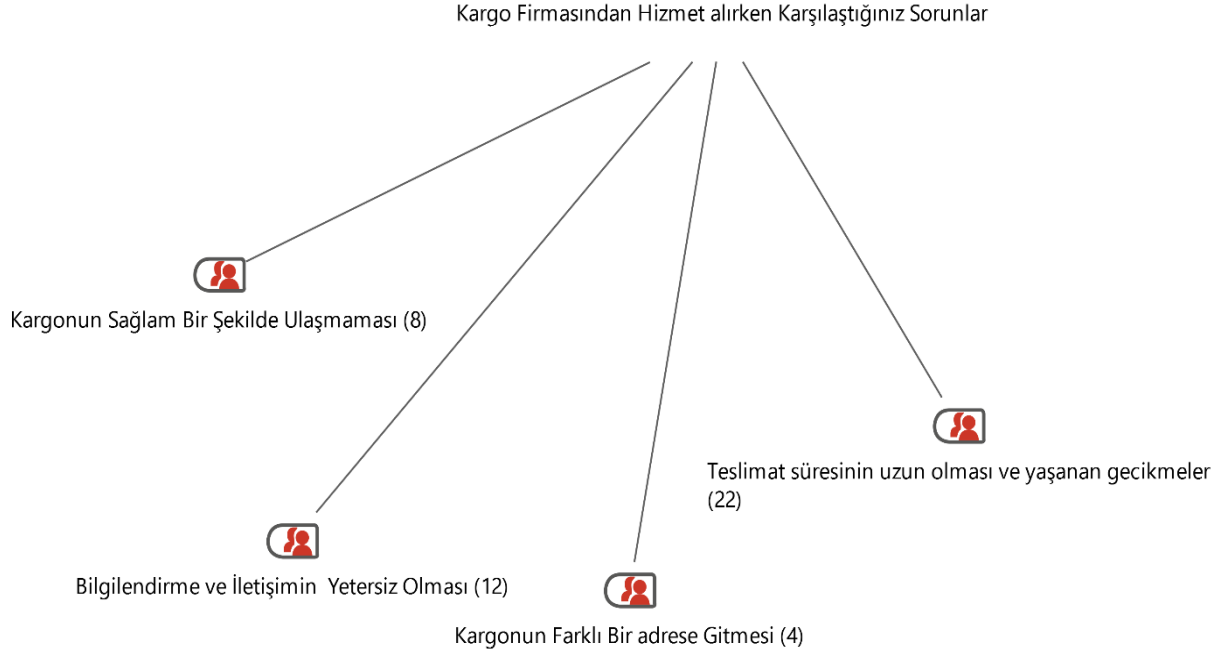 Kargo Firmasından Hizmet alırken Karşılaştığınız Sorunlar
Kargonun Sağlam Bir Şekilde Ulaşmaması (8)
Teslimat süresinin uzun olması ve yaşanan gecikmeler
(22)
Bilgilendirme ve İletişimin  Yetersiz Olması (12)
Kargonun Farklı Bir adrese Gitmesi (4)